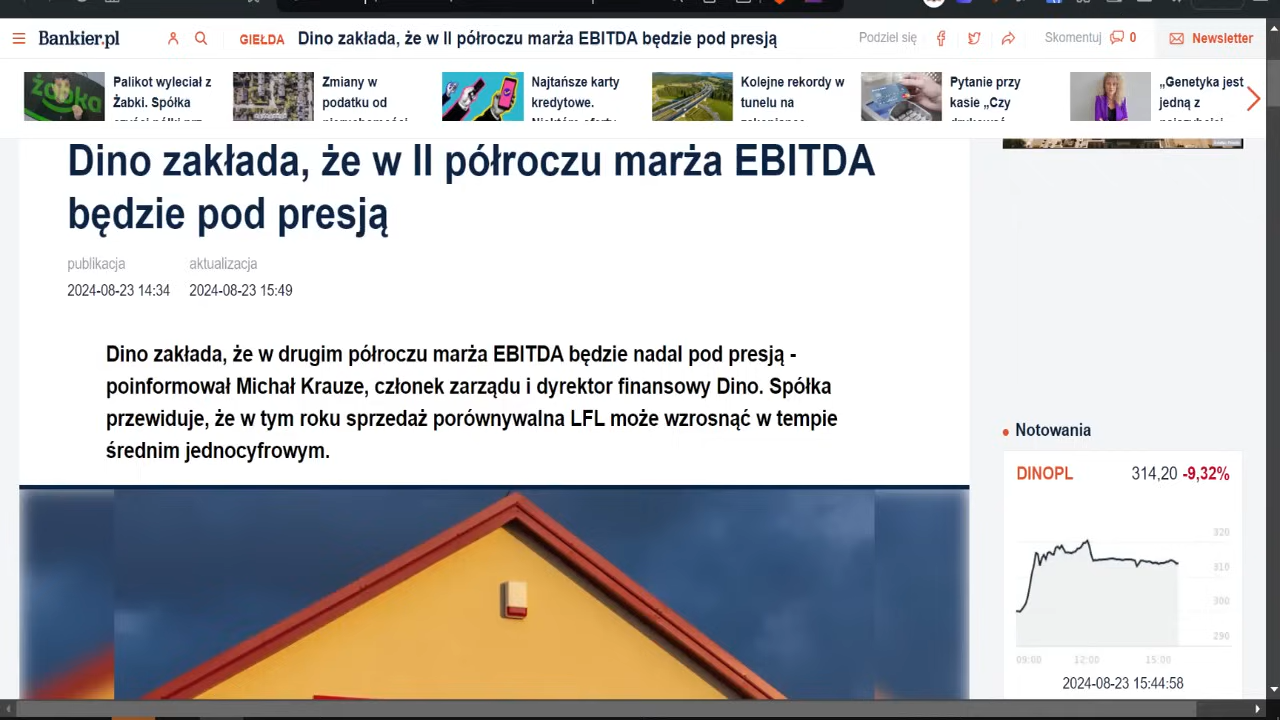 Bankier.pl
GIEŁDA
Dino zakłada, że w II półroczu marża EBITDA będzie pod presją
Podziel się
Skomentuj
0
Newsletter
Palikot wyleciał z
Żabki. Spółka
Zmiany w
podatku od
Najtańsze karty
kredytowe.
Kolejne rekordy w
tunelu na
Pytanie przy
kasie „Czy
„Genetyka jest
jedną z
Dino zakłada, że w II półroczu marża EBITDA
będzie pod presją
publikacja
aktualizacja
2024-08-23 14:34
2024-08-23 15:49
Dino zakłada, że w drugim półroczu marża EBITDA będzie nadal pod presją -
poinformował Michał Krauze, członek zarządu i dyrektor finansowy Dino. Spółka
przewiduje, że w tym roku sprzedaż porównywalna LFL może wzrosnąć w tempie
średnim jednocyfrowym.
Notowania
DINOPL
314,20 -9,32%
320
310
300
290
09:00
12:00
15:00
2024-08-23 15:44:58